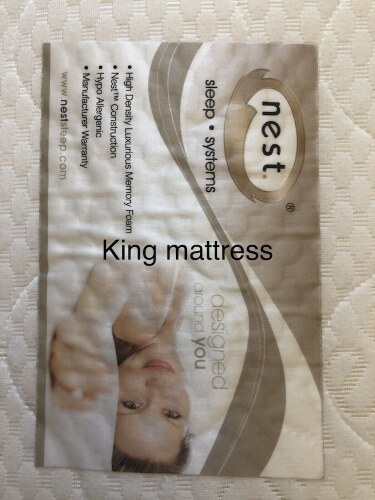 nest®
sleep • systems
• High Density Luxurious Memory Foam
• Nest™ Construction
• Hypo Allergenic
• Manufacturer Warranty
www.nestsleep.com
designed
around you
King mattress